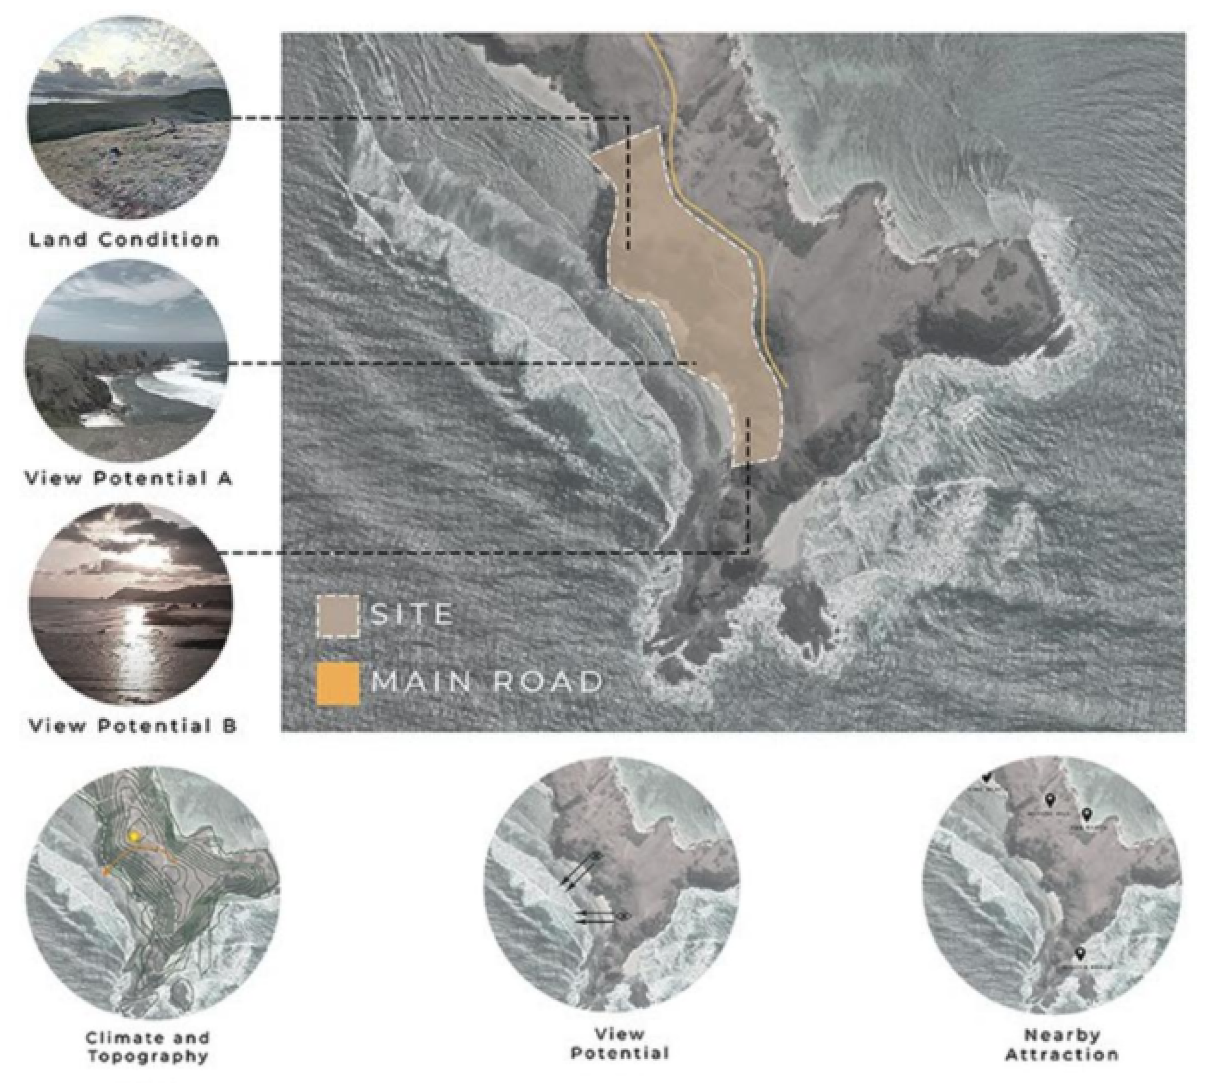 Land Condition
View Potential A
View Potential B
SITE
MAIN ROAD
Climate and
Topography
View
Potential
Nearby
Attraction